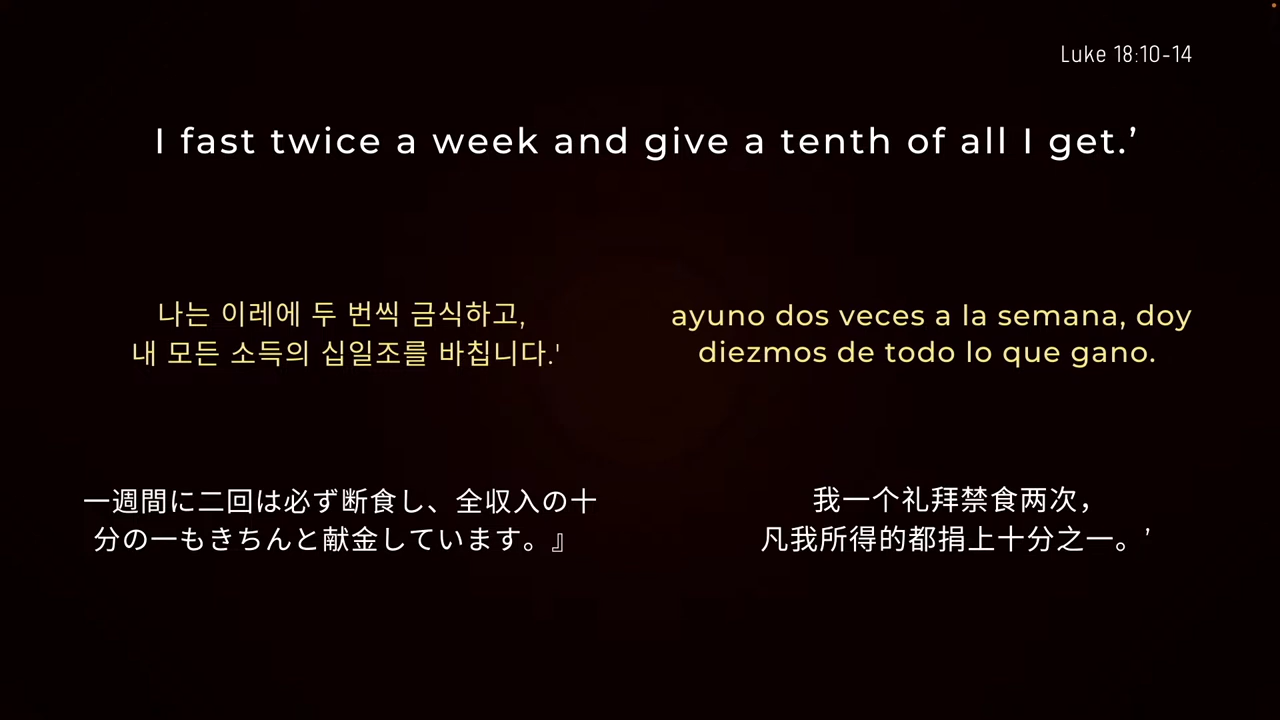 Luke 18:10-14
I fast twice a week and give a tenth of all I get.’
나는 이레에 두 번씩 금식하고,
내 모든 소득의 십일조를 바칩니다.'
ayuno dos veces a la semana, doy
diezmos de todo lo que gano.
一週間に二回は必ず断食し、全収入の十
分の一もきちんと献金しています。』
我一个礼拜禁食两次，
凡我所得的都捐上十分之一。’